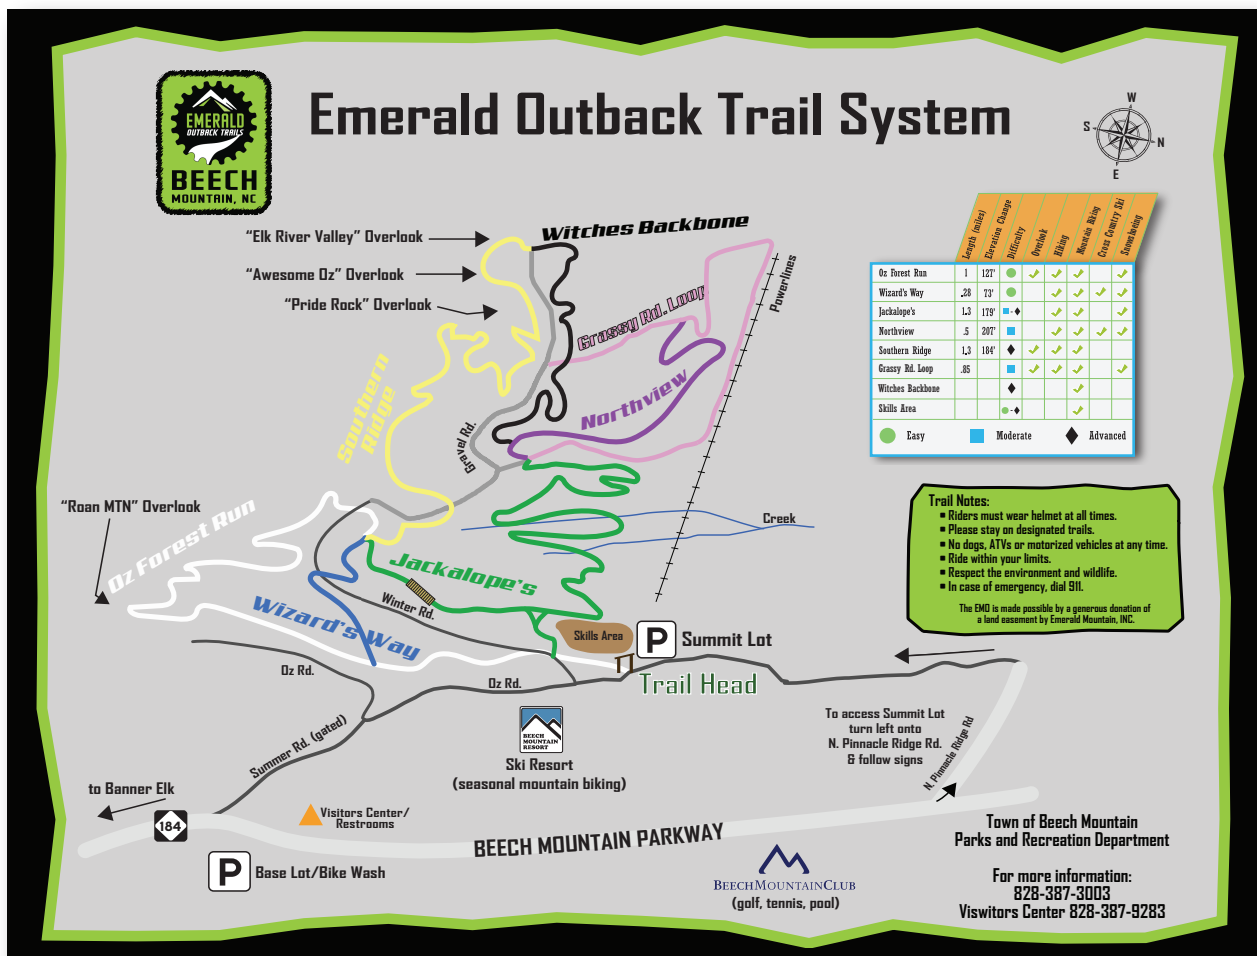 Emerald Outback Trail System
EMERALD
OUTBACK TRAILS
BEECH
MOUNTAIN, NC
W
S
N
E
"Elk River Valley" Overlook
"Awesome Oz" Overlook
"Pride Rock" Overlook
Witches Backbone
Grassy Rd. Loop
Powerlines
Southern
Ridge
Northview
Gravel Rd.
"Roan MTN" Overlook
Oz Forest Run
Creek
Jackalope's
Wizard's Way
Winter Rd.
Skills Area
P Summit Lot
Trail Head
Oz Rd.
Oz Rd.
Summer Rd. (gated)
BEECH
MOUNTAIN
RESORT
Ski Resort
(seasonal mountain biking)
to Banner Elk
184
Visitors Center/
Restrooms
P Base Lot/Bike Wash
BEECH MOUNTAIN PARKWAY
BEECHMOUNTAINCLUB
(golf, tennis, pool)
To access Summit Lot
turn left onto
N. Pinnacle Ridge Rd.
& follow signs
N. Pinnacle Ridge Rd
Length (miles) Elevation Change Difficulty Overlook Hiking Mountain Biking Cross Country Ski Snowshoeing
Oz Forest Run 1 127'
Wizard's Way .28 73'
Jackalope's 1.3 179' -
Northview .5 207'
Southern Ridge 1.3 184'
Grassy Rd. Loop .85
Witches Backbone
Skills Area -
Easy Moderate Advanced
Trail Notes:
Riders must wear helmet at all times.
Please stay on designated trails.
No dogs, ATVs or motorized vehicles at any time.
Ride within your limits.
Respect the environment and wildlife.
In case of emergency, dial 911.
The EMO is made possible by a generous donation of
a land easement by Emerald Mountain, INC.
Town of Beech Mountain
Parks and Recreation Department
For more information:
828-387-3003
Viswitors Center 828-387-9283